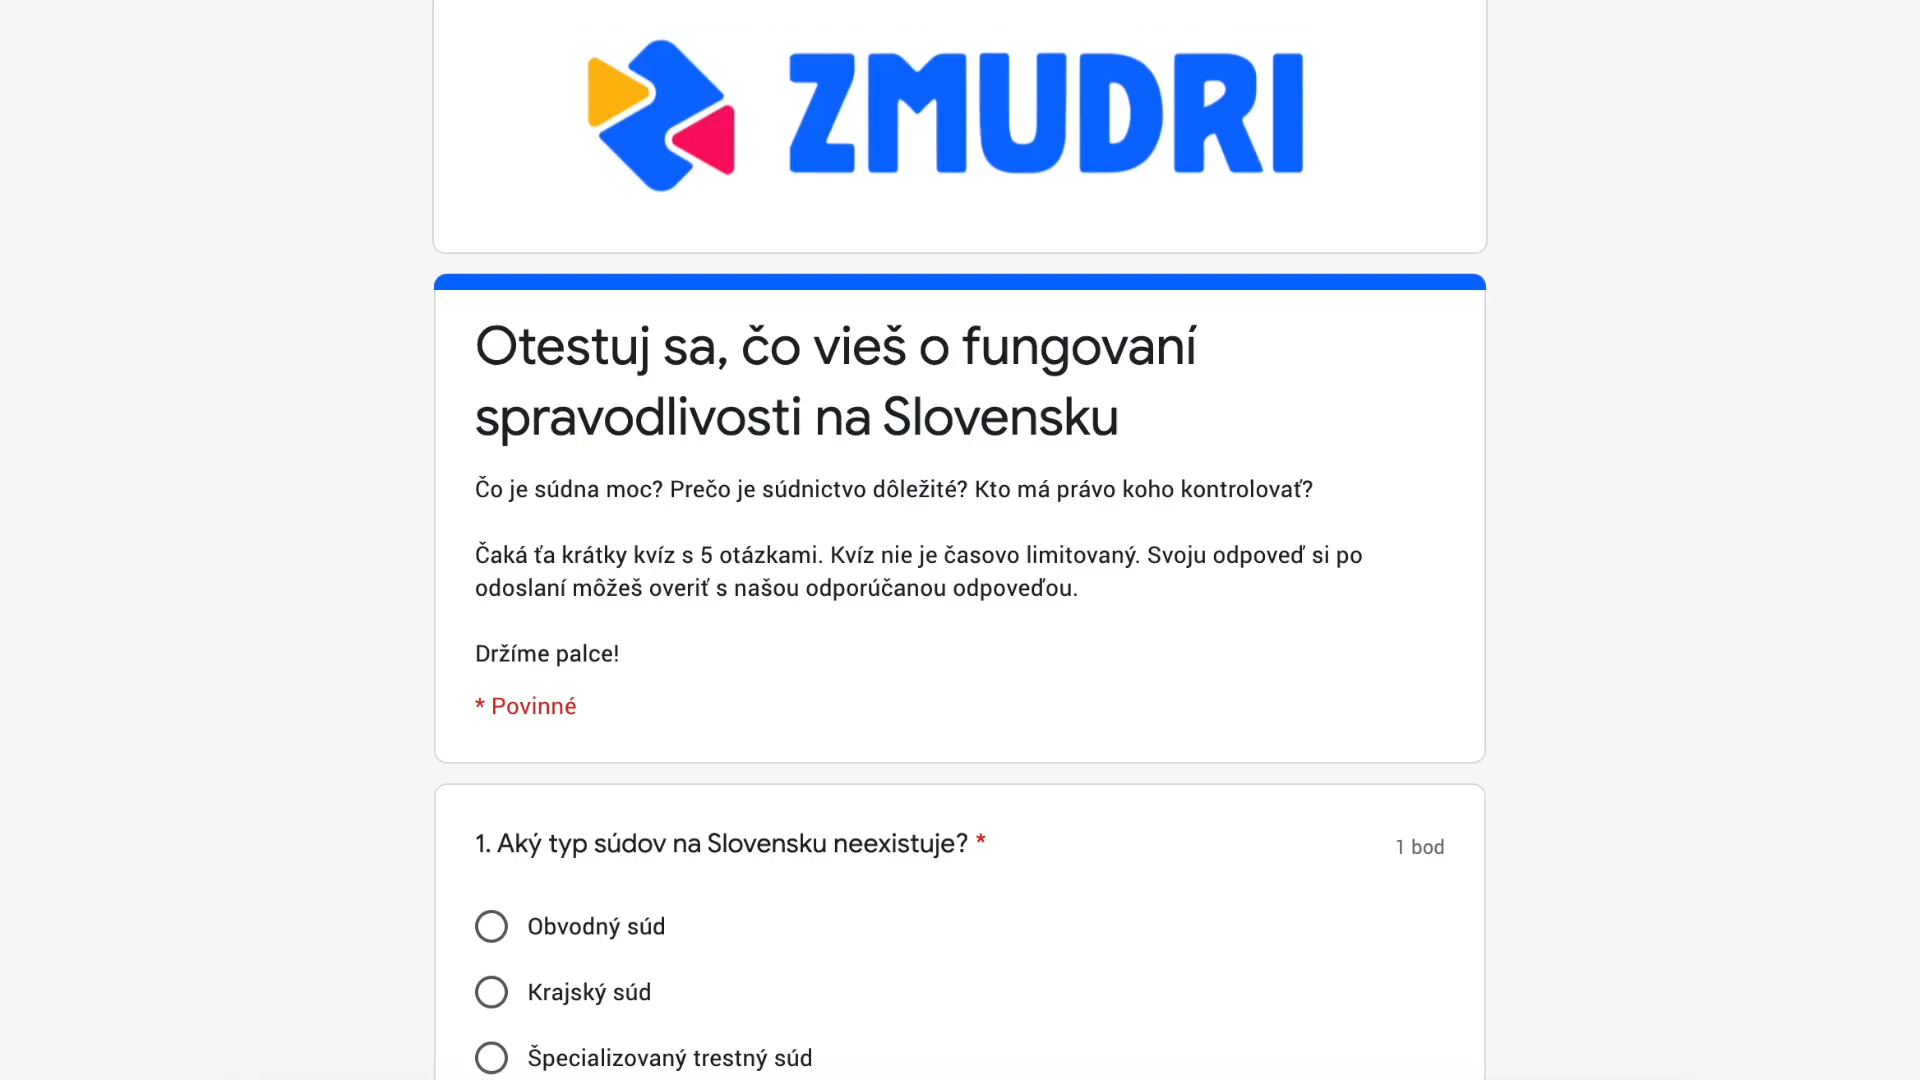 ZMUDRI
Otestuj sa, čo vieš o fungovaní
spravodlivosti na Slovensku
Čo je súdna moc? Prečo je súdnictvo dôležité? Kto má právo koho kontrolovať?
Čaká ťa krátky kvíz s 5 otázkami. Kvíz nie je časovo limitovaný. Svoju odpoveď si po
odoslaní môžeš overiť s našou odporúčanou odpoveďou.
Držíme palce!
* Povinné
1. Aký typ súdov na Slovensku neexistuje? *
1 bod
Obvodný súd
Krajský súd
Špecializovaný trestný súd